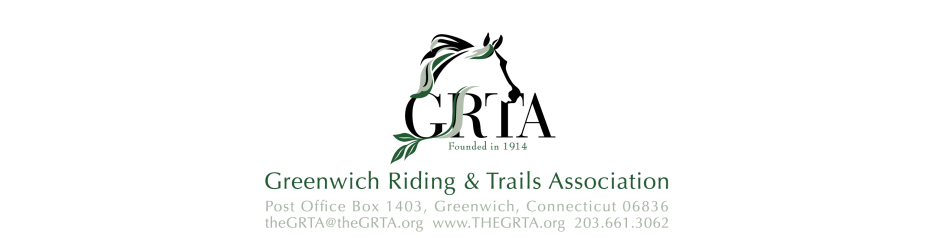 GRTA
Founded in 1914
Greenwich Riding & Trails Association
Post Office Box 1403, Greenwich, Connecticut 06836
theGRTA@theGRTA.org www.THEGRTA.org 203.661.3062